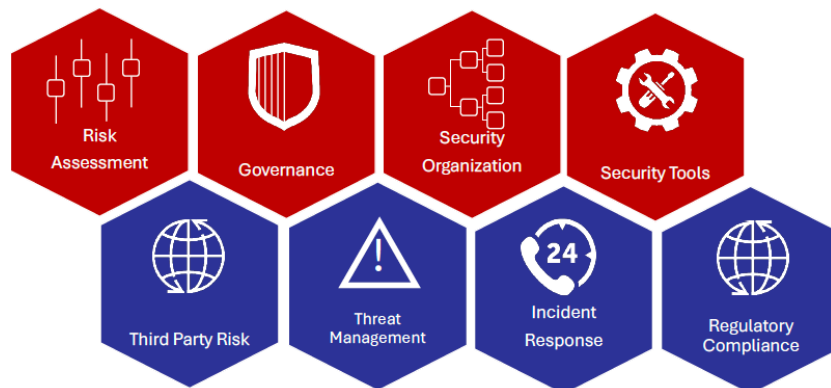 Risk
Assessment
Governance
Security
Organization
Security Tools
Third Party Risk
!
Threat
Management
24
Incident
Response
Regulatory
Compliance